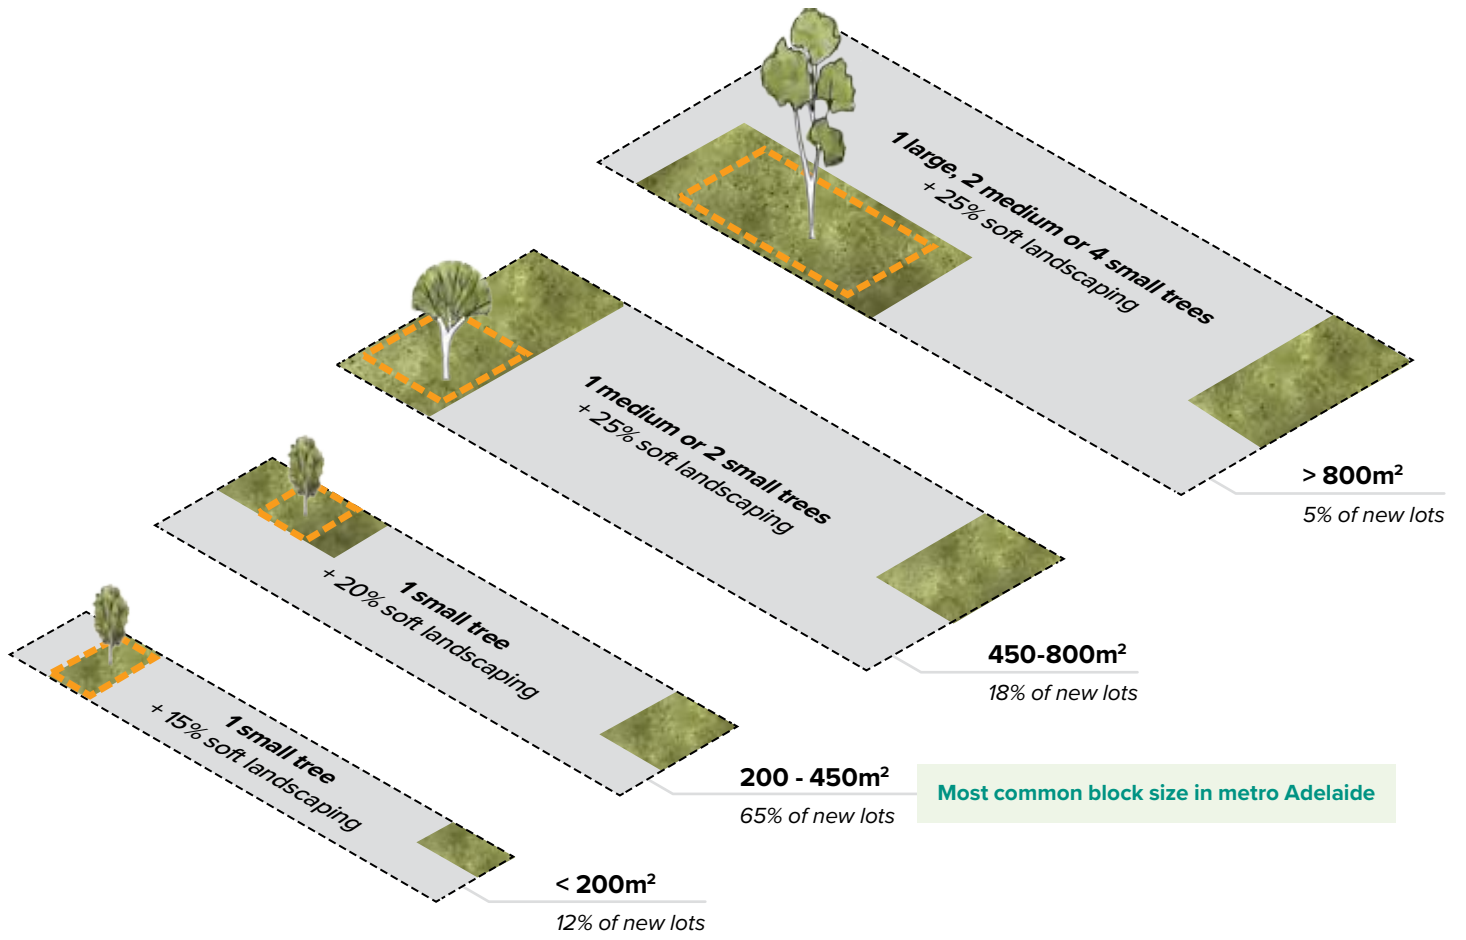 1 large, 2 medium or 4 small trees
+ 25% soft landscaping
> 800m²
5% of new lots
1 medium or 2 small trees
+ 25% soft landscaping
450-800m²
18% of new lots
1 small tree
+ 20% soft landscaping
200 - 450m²
65% of new lots
Most common block size in metro Adelaide
1 small tree
+ 15% soft landscaping
< 200m²
12% of new lots